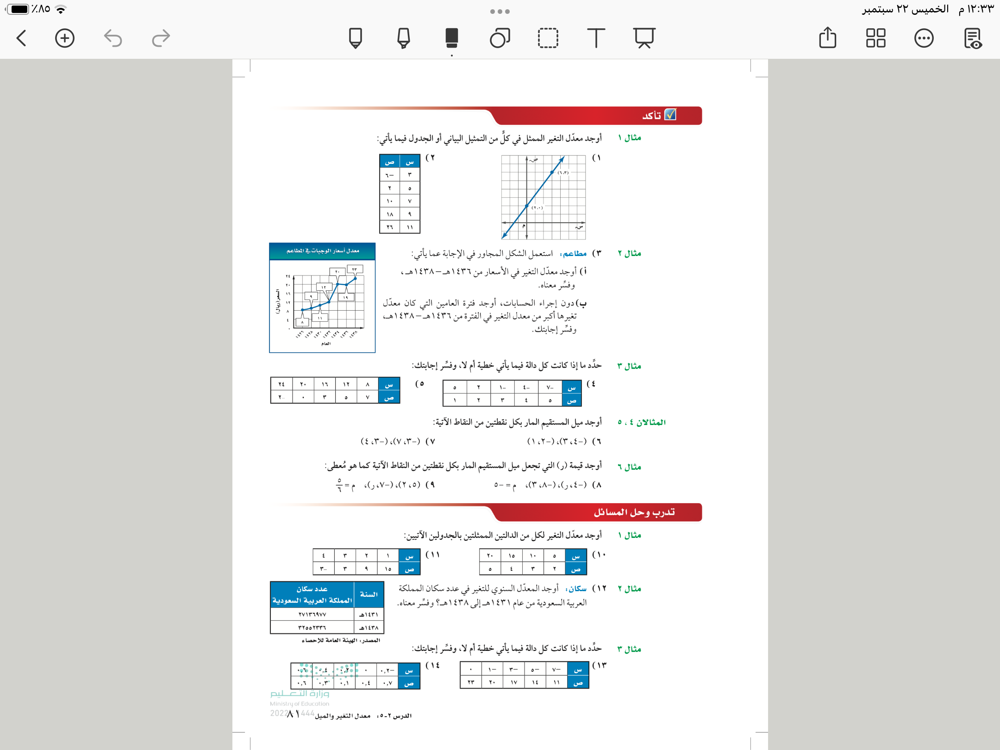 ١٢:٣٣ م الخميس ٢٢ سبتمبر
٪٨٥
تأكد
مثال ١ أوجد معدّل التغير الممثل في كلٍّ من التمثيل البياني أو الجدول فيما يأتي:
١)
ص
(٣، ٦)
(٠، ٢)
م
س
٢)
س ص
٣ –٦
٥ ٢
٧ ١٠
٩ ١٨
١١ ٢٦
مثال ٢ ٣) مطاعم: استعمل الشكل المجاور في الإجابة عما يأتي:
أ) أوجد معدّل التغير في الأسعار من ١٤٣٦هـ – ١٤٣٨هـ ،
وفسِّر معناه.
ب) دون إجراء الحسابات، أوجد فترة العامين التي كان معدّل
تغيرها أكبر من معدل التغير في الفترة من ١٤٣٦هـ – ١٤٣٨هـ،
وفسِّر إجابتك.
معدل أسعار الوجبات في المطاعم
السعر (ريال)
٢٤
٢٠
١٦
١٢
٨
٤
٠
٨ ٩ ١١ ١٢ ٢٠ ١٩ ٢٣
١٤٢٦ ١٤٢٨ ١٤٣٠ ١٤٣٢ ١٤٣٤ ١٤٣٦ ١٤٣٨
العام
مثال ٣ حدِّد ما إذا كانت كل دالة فيما يأتي خطية أم لا، وفسِّر إجابتك:
٤)
س –٧ –٤ –١ ٢ ٥
ص ٥ ٤ ٣ ٢ ١
٥)
س ٨ ١٢ ١٦ ٢٠ ٢٤
ص ٧ ٥ ٣ ٠ –٢
المثالان ٤ ، ٥ أوجد ميل المستقيم المار بكل نقطتين من النقاط الآتية:
٦) (–٤، ٣)، (–٢، ١) ٧) (–٣، ٧)، (–٣، ٤)
مثال ٦ أوجد قيمة (ر) التي تجعل ميل المستقيم المار بكل نقطتين من النقاط الآتية كما هو مُعطى:
٨) (–٤، ر)، (–٨، ٣)، م = –٥ ٩) (٥، ٢)، (–٧، ر)، م = ٥/٦
تدرب وحل المسائل
مثال ١ أوجد معدّل التغير لكل من الدالتين الممثلتين بالجدولين الآتيين:
١٠)
س ٥ ١٠ ١٥ ٢٠
ص ٢ ٣ ٤ ٥
١١)
س ١ ٢ ٣ ٤
ص ١٥ ٩ ٣ –٣
مثال ٢ ١٢) سكان: أوجد المعدّل السنوي للتغير في عدد سكان المملكة
العربية السعودية من عام ١٤٣١هـ إلى ١٤٣٨هـ؟ وفسِّر معناه.
السنة عدد سكان المملكة العربية السعودية
١٤٣١هـ ٢٧١٣٦٩٧٧
١٤٣٨هـ ٣٢٥٥٢٣٣٦
المصدر: الهيئة العامة للإحصاء
مثال ٣ حدِّد ما إذا كانت كل دالة فيما يأتي خطية أم لا، وفسِّر إجابتك:
١٣)
س –٧ –٥ –٣ –١ ٠
ص ١١ ١٤ ١٧ ٢٠ ٢٣
١٤)
س –٠,٢ ٠ ٠,٢ ٠,٤ ٠,٦
ص ٠,٧ ٠,٤ ٠,١ ٠,٣ ٠,٦
وزارة التعليم
Ministry of Education
2022 - 1444
الدرس ٢-٥: معدل التغير والميل ٨١